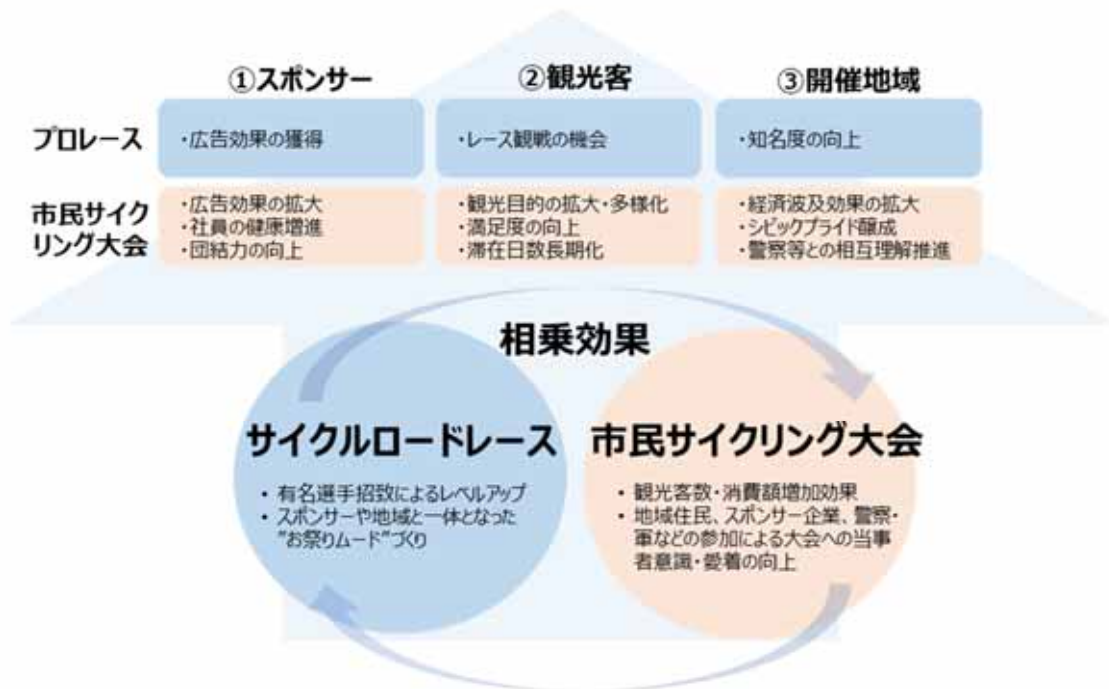 ①スポンサー
②観光客
③開催地域
プロレース
・広告効果の獲得
・レース観戦の機会
・知名度の向上
市民サイク
リング大会
・広告効果の拡大
・社員の健康増進
・団結力の向上
・観光目的の拡大・多様化
・満足度の向上
・滞在日数長期化
・経済波及効果の拡大
・シビックプライド醸成
・警察等との相互理解推進
相乗効果
サイクルロードレース
• 有名選手招致によるレベルアップ
• スポンサーや地域と一体となった
”お祭りムード”づくり
市民サイクリング大会
• 観光客数・消費額増加効果
• 地域住民、スポンサー企業、警察・
軍などの参加による大会への当事
者意識・愛着の向上